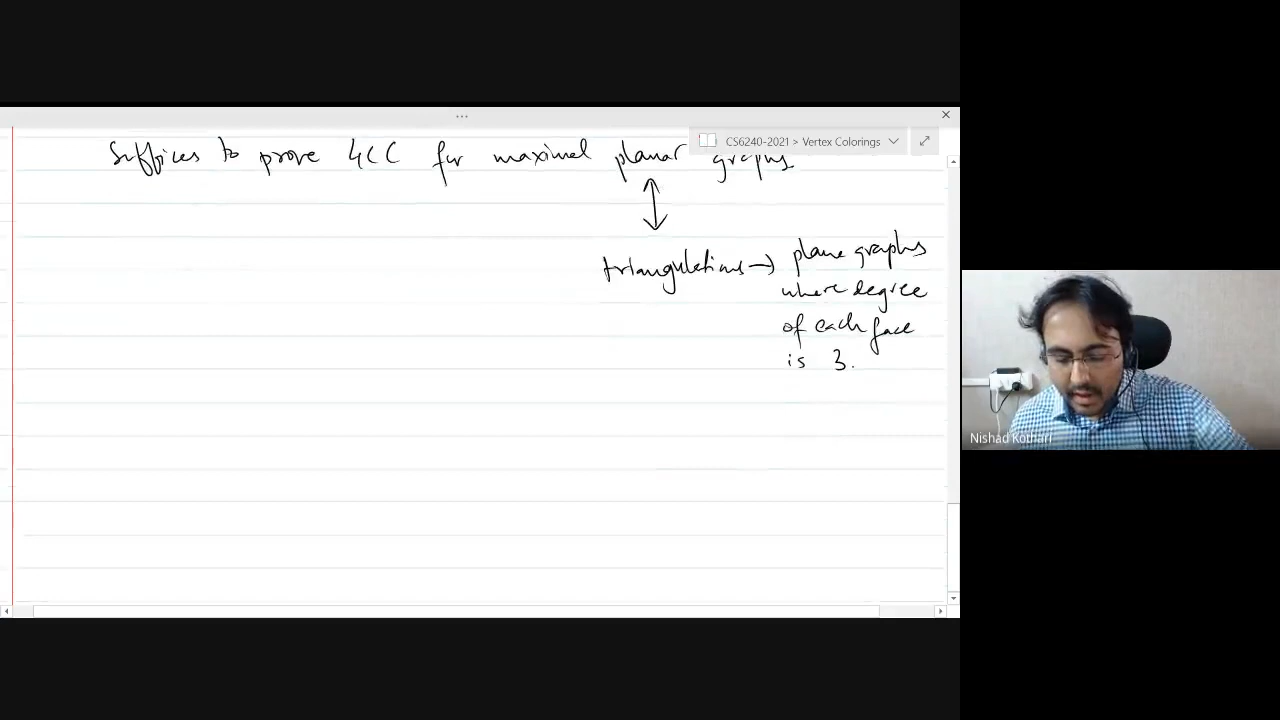 CS6240-2021 > Vertex Colorings
Suffices to prove 4CC for maximal planar graphs
triangulations → plane graphs
where degree
of each face
is 3.
Nishad Kothari